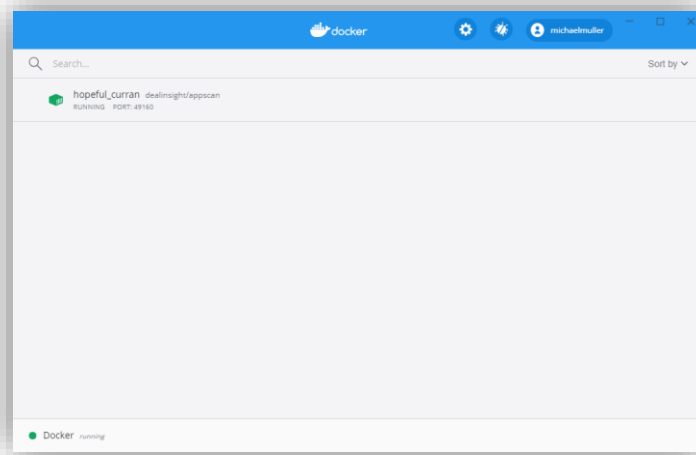 docker
michaelmuller
Search...
Sort by
hopeful_curran dealinsight/appscan
RUNNING PORT: 49160
Docker running